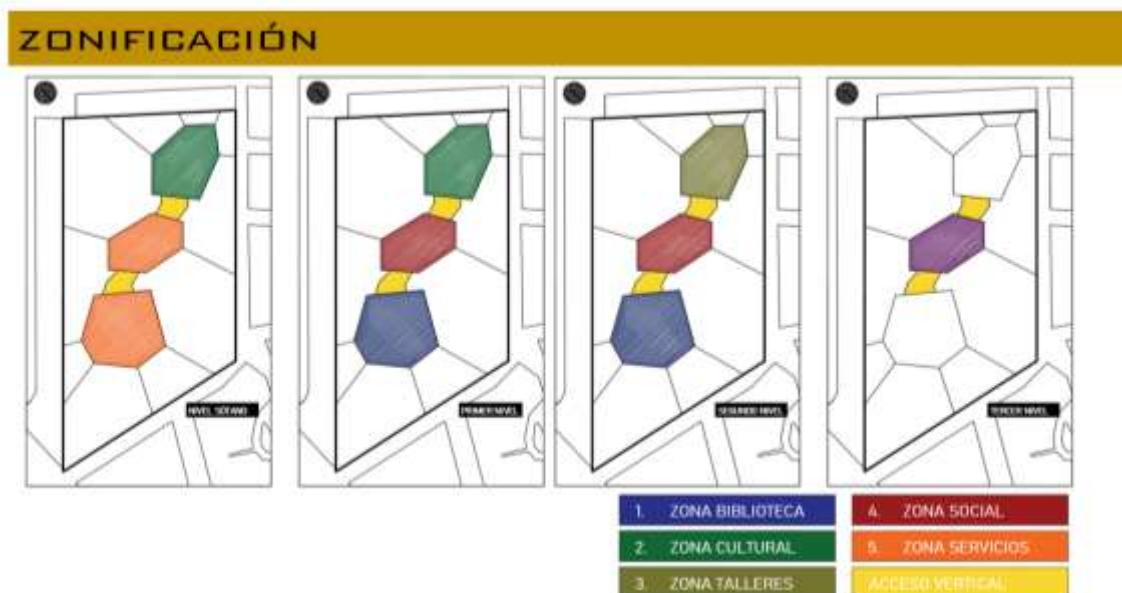 ZONIFICACIÓN
NIVEL SÓTANO
PRIMER NIVEL
SEGUNDO NIVEL
TERCER NIVEL
1. ZONA BIBLIOTECA
2. ZONA CULTURAL
3. ZONA TALLERES
4. ZONA SOCIAL
5. ZONA SERVICIOS
ACCESO VERTICAL